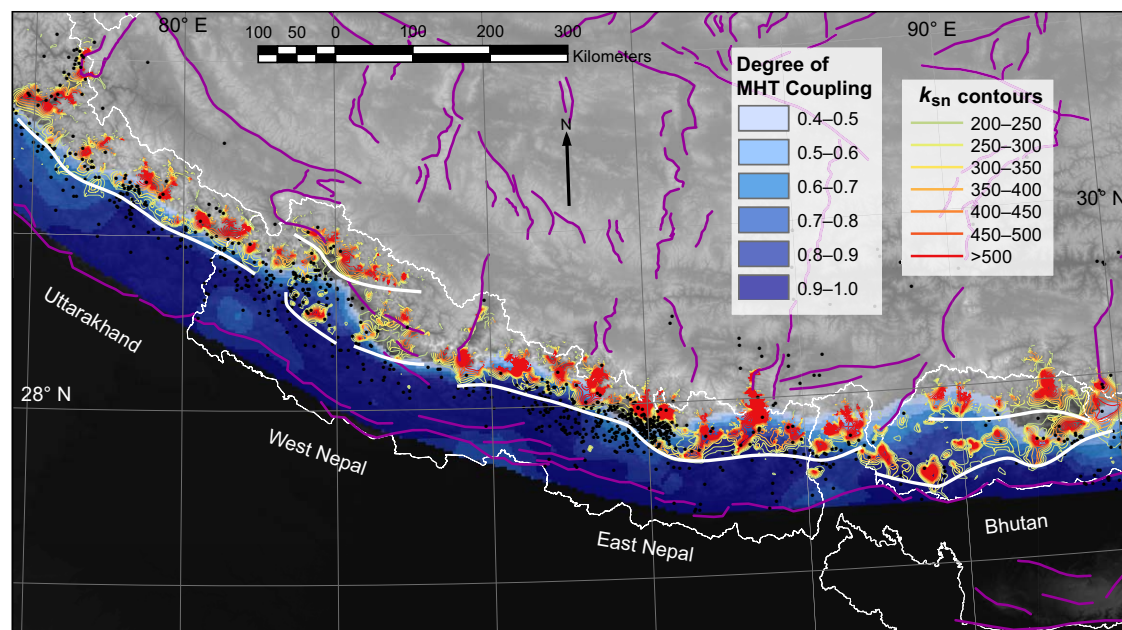 80° E
90° E
100 50 0 100 200 300
Kilometers
N
Degree of
MHT Coupling
0.4–0.5
0.5–0.6
0.6–0.7
0.7–0.8
0.8–0.9
0.9–1.0
ksn contours
200–250
250–300
300–350
350–400
400–450
450–500
>500
30° N
Uttarakhand
28° N
West Nepal
East Nepal
Bhutan